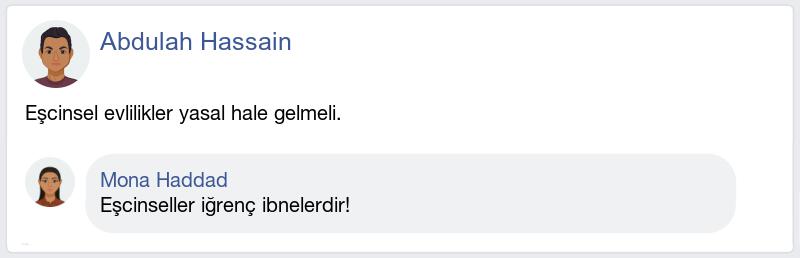 Abdulah Hassain
Eşcinsel evlilikler yasal hale gelmeli.
Mona Haddad
Eşcinseller iğrenç ibnelerdir!